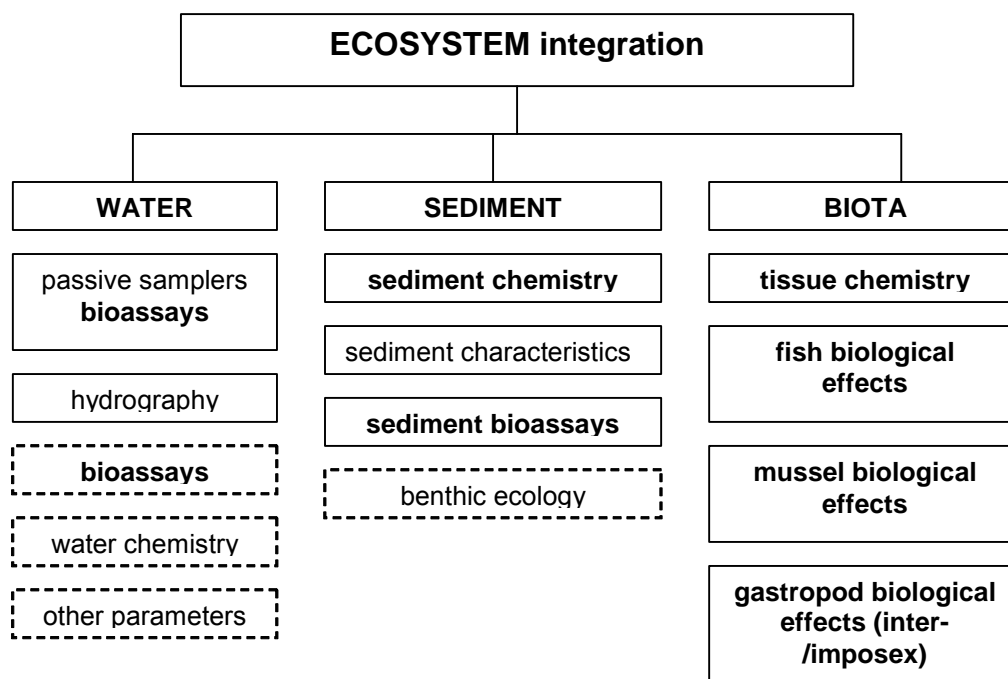 ECOSYSTEM integration
WATER
passive samplers
bioassays
hydrography
bioassays
water chemistry
other parameters
SEDIMENT
sediment chemistry
sediment characteristics
sediment bioassays
benthic ecology
BIOTA
tissue chemistry
fish biological
effects
mussel biological
effects
gastropod biological
effects (inter-
/imposex)